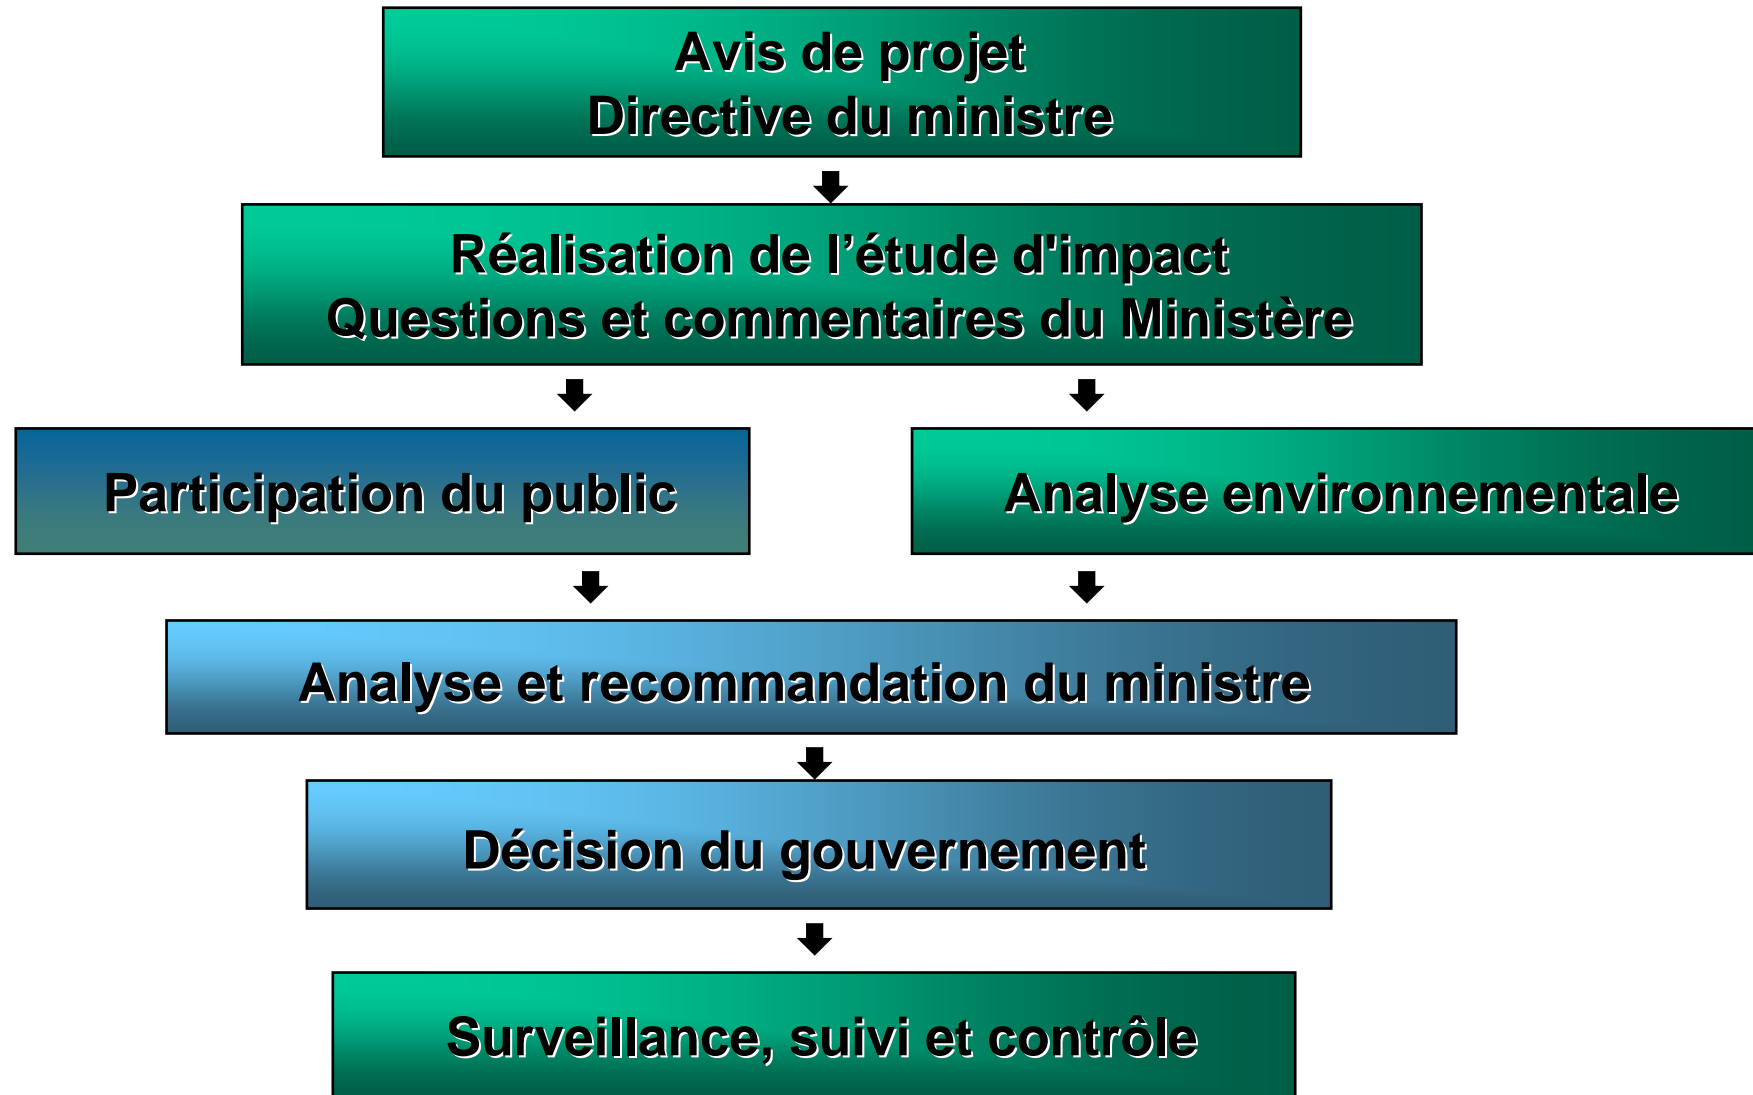 Avis de projet
Directive du ministre
Réalisation de l’étude d'impact
Questions et commentaires du Ministère
Participation du public
Analyse environnementale
Analyse et recommandation du ministre
Décision du gouvernement
Surveillance, suivi et contrôle